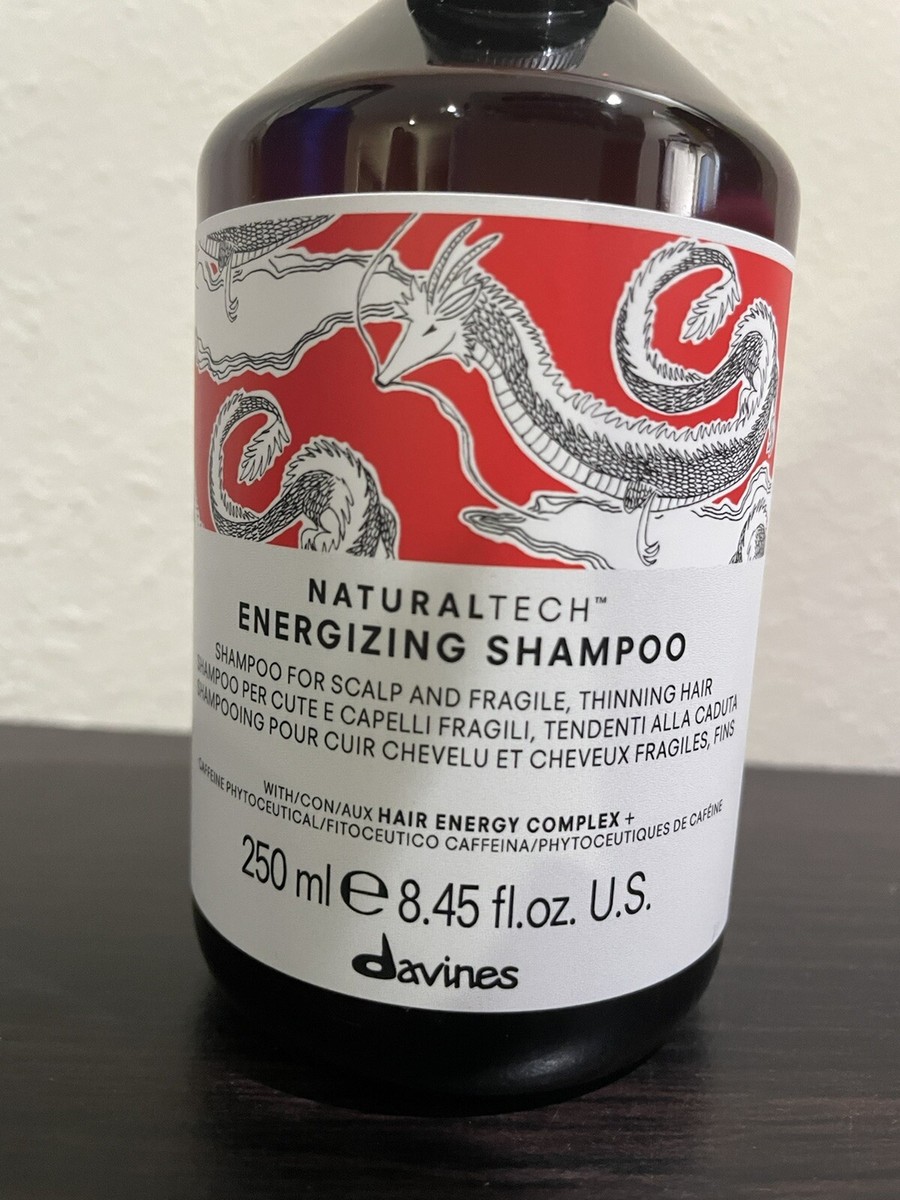 NATURALTECH™
ENERGIZING SHAMPOO
SHAMPOO FOR SCALP AND FRAGILE, THINNING HAIR
SHAMPOO PER CUTE E CAPELLI FRAGILI, TENDENTI ALLA CADUTA
SHAMPOOING POUR CUIR CHEVELU ET CHEVEUX FRAGILES, FINS
WITH/CON/AUX HAIR ENERGY COMPLEX +
CAFFEINE PHYTOCEUTICAL/FITOCEUTICO CAFFEINA/PHYTOCEUTIQUES DE CAFÉINE
250 ml ℮ 8.45 fl.oz. U.S.
davines